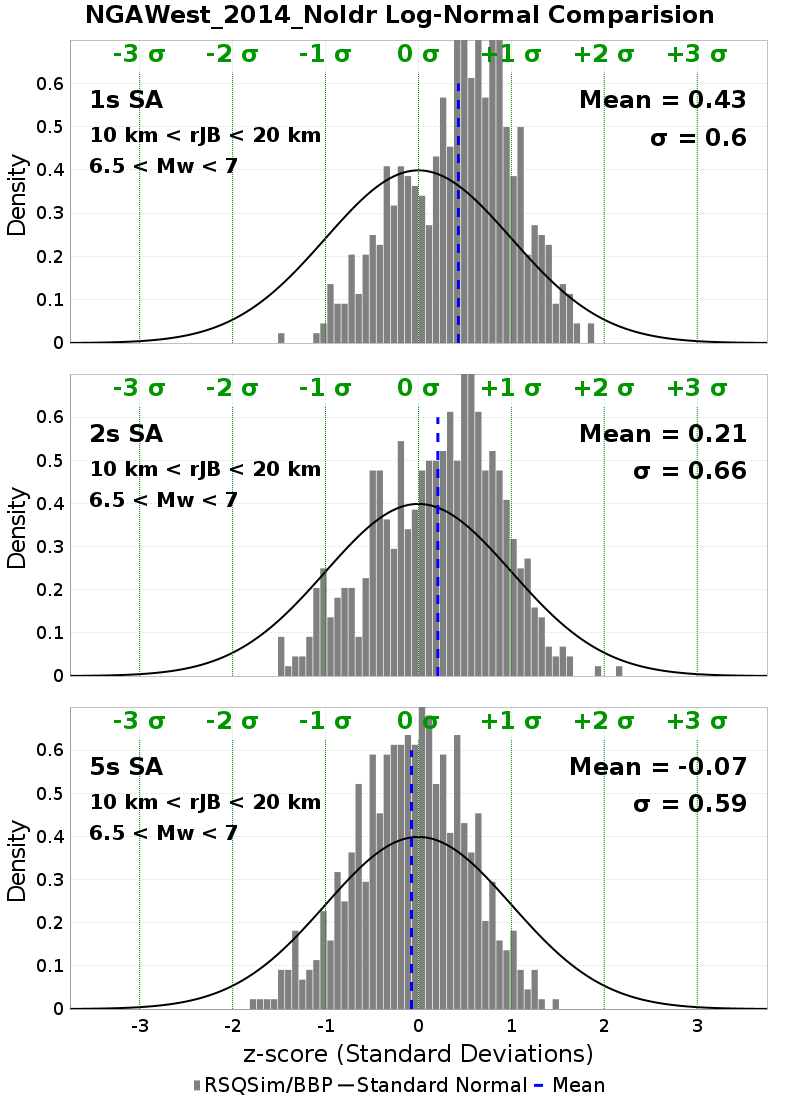 NGAWest_2014_NoIdr Log-Normal Comparision
-3 σ -2 σ -1 σ 0 σ +1 σ +2 σ +3 σ
1s SA
Mean = 0.43
10 km < rJB < 20 km
σ = 0.6
6.5 < Mw < 7
0.6
0.5
0.4
0.3
0.2
0.1
0
Density
-3 σ -2 σ -1 σ 0 σ +1 σ +2 σ +3 σ
2s SA
Mean = 0.21
10 km < rJB < 20 km
σ = 0.66
6.5 < Mw < 7
0.6
0.5
0.4
0.3
0.2
0.1
0
Density
-3 σ -2 σ -1 σ 0 σ +1 σ +2 σ +3 σ
5s SA
Mean = -0.07
10 km < rJB < 20 km
σ = 0.59
6.5 < Mw < 7
0.6
0.5
0.4
0.3
0.2
0.1
0
Density
-3 -2 -1 0 1 2 3
z-score (Standard Deviations)
RSQSim/BBP Standard Normal Mean